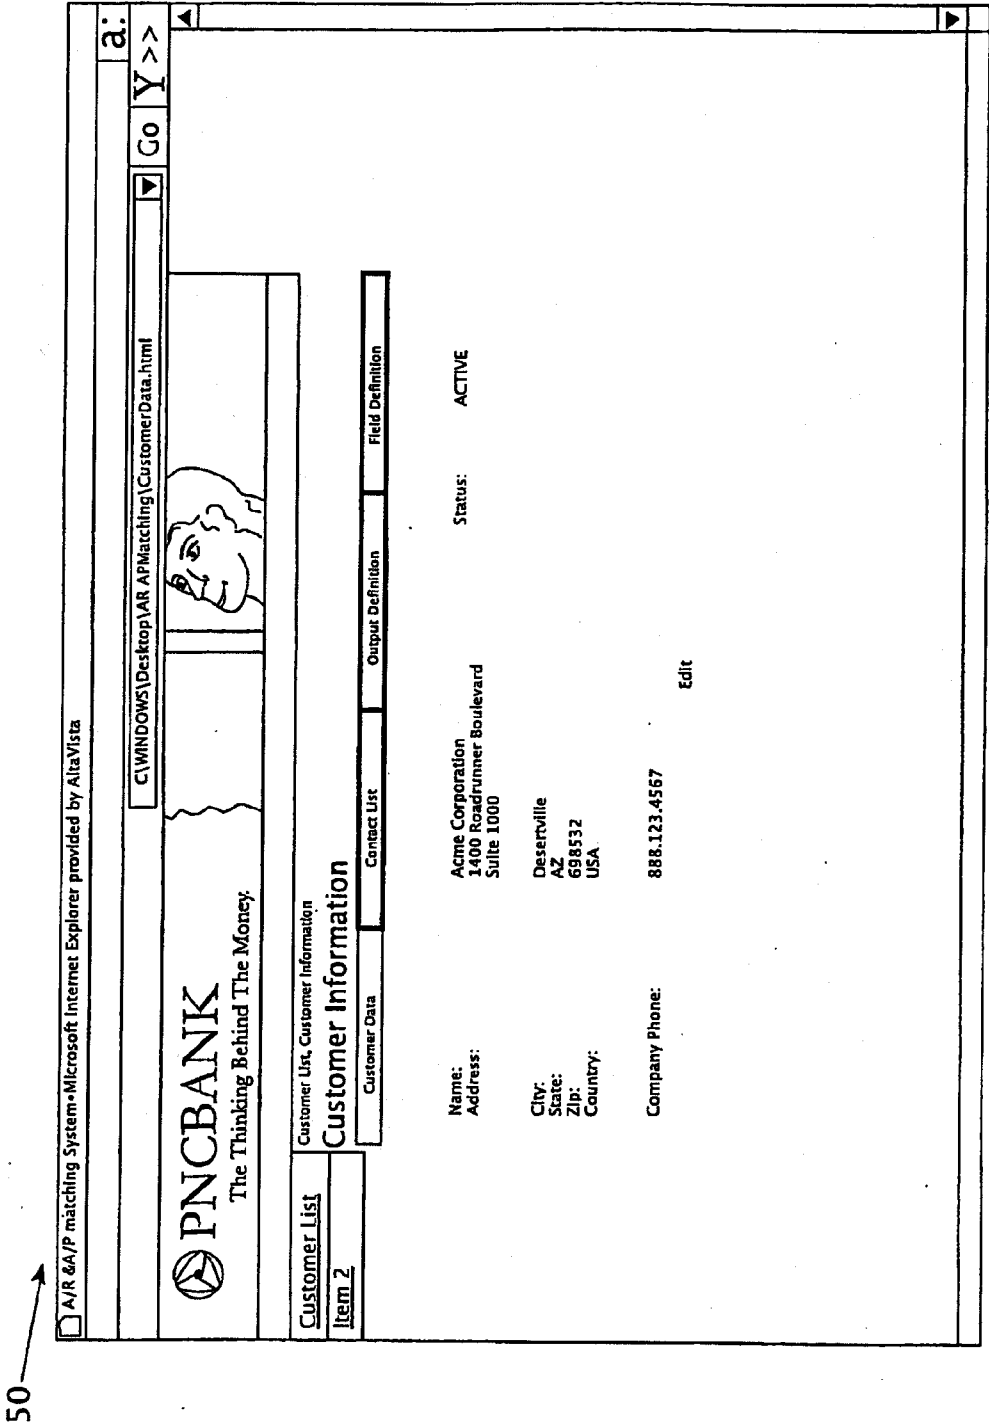 50
A/R &A/P matching System•Microsoft Internet Explorer provided by AltaVista
a:
C\WINDOWS\Desktop\AR APMatching\CustomerData.html Go Y >>
PNCBANK
The Thinking Behind The Money.
Customer List
Item 2
Customer List, Customer Information
Customer Information
Customer Data Contact List Output Definition Field Definition
Name: Acme Corporation Status: ACTIVE
Address: 1400 Roadrunner Boulevard
Suite 1000
City: Desertville
State: AZ
Zip: 698532
Country: USA
Company Phone: 888.123.4567
Edit